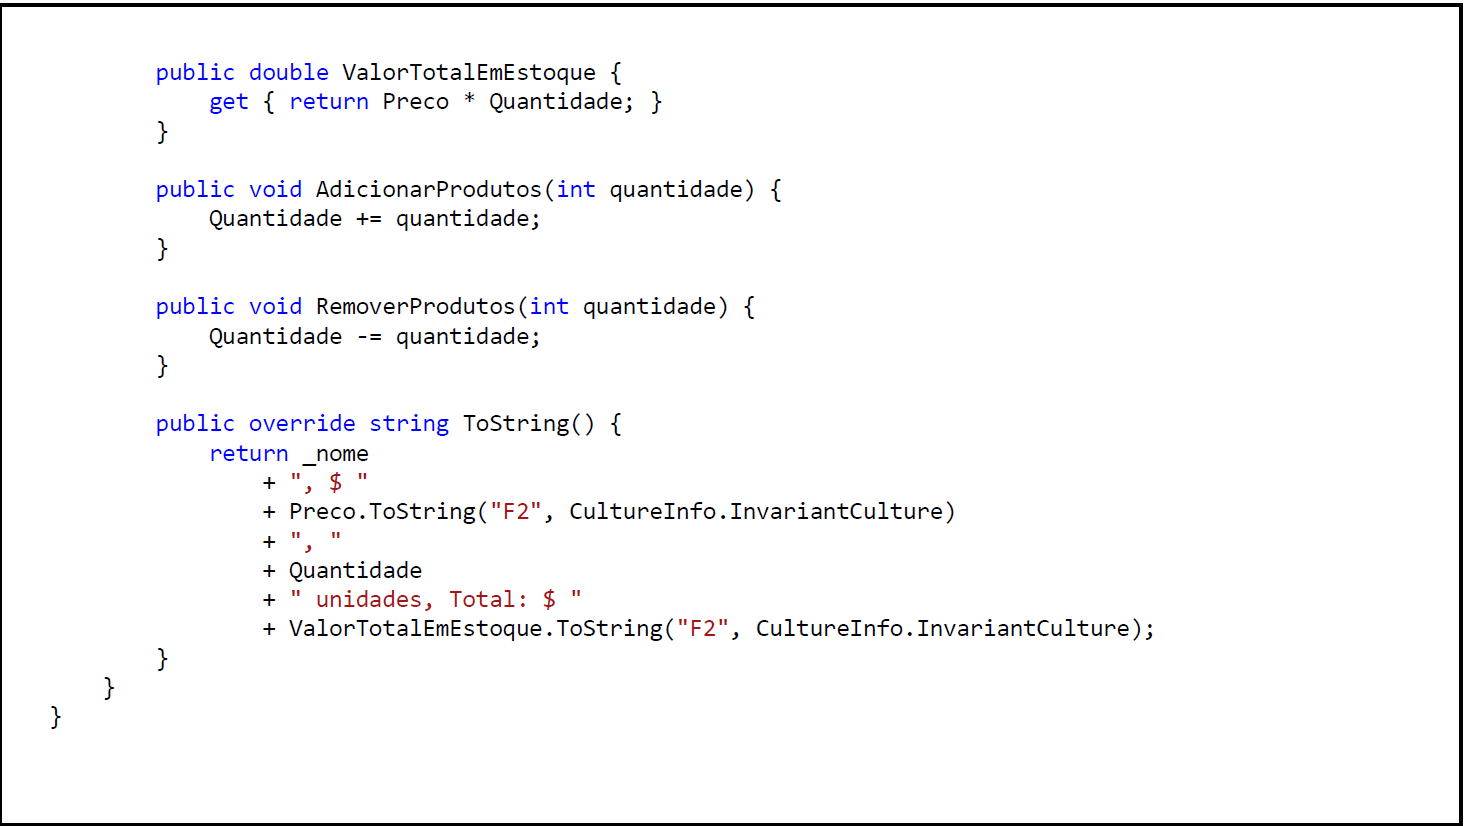 public double ValorTotalEmEstoque {
get { return Preco * Quantidade; }
}
public void AdicionarProdutos(int quantidade) {
Quantidade += quantidade;
}
public void RemoverProdutos(int quantidade) {
Quantidade -= quantidade;
}
public override string ToString() {
return _nome
+ ", $ "
+ Preco.ToString("F2", CultureInfo.InvariantCulture)
+ ", "
+ Quantidade
+ " unidades, Total: $ "
+ ValorTotalEmEstoque.ToString("F2", CultureInfo.InvariantCulture);
}
}
}